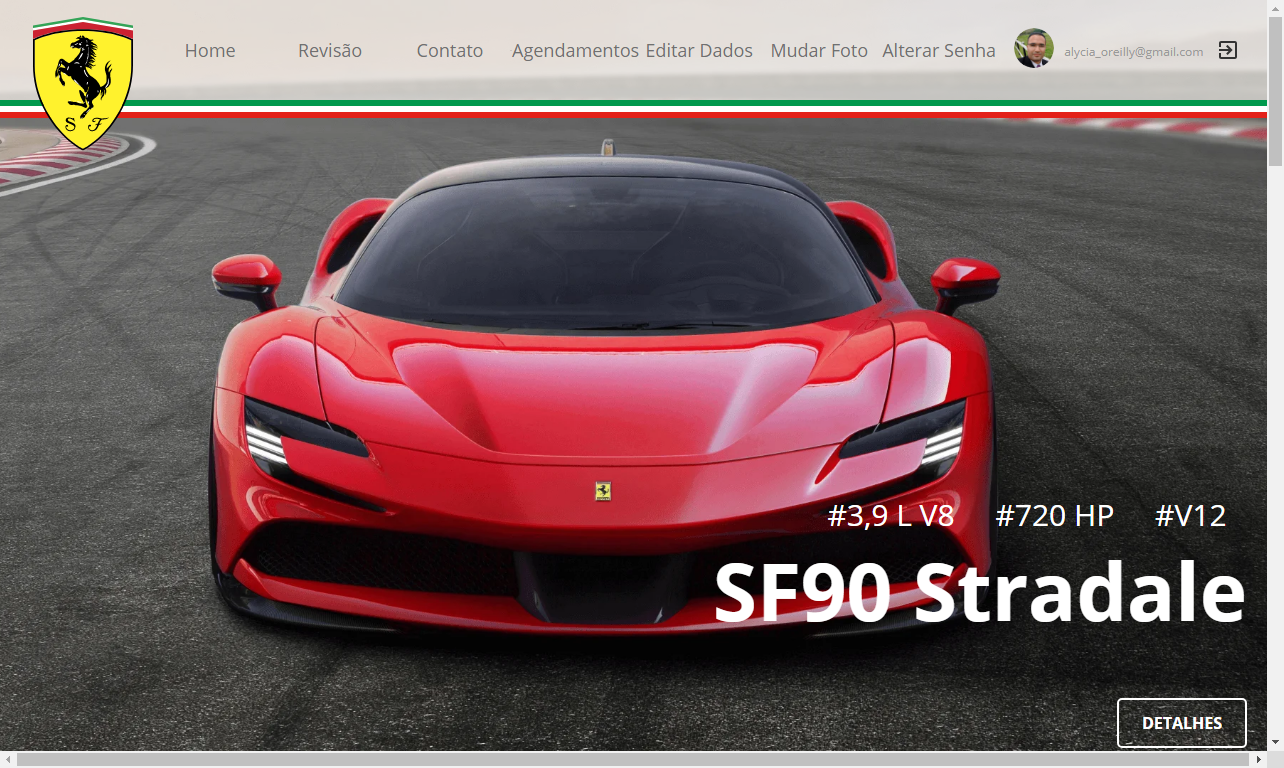 Home Revisão Contato Agendamentos Editar Dados Mudar Foto Alterar Senha alycia_oreilly@gmail.com
S F
#3,9 L V8 #720 HP #V12
SF90 Stradale
DETALHES